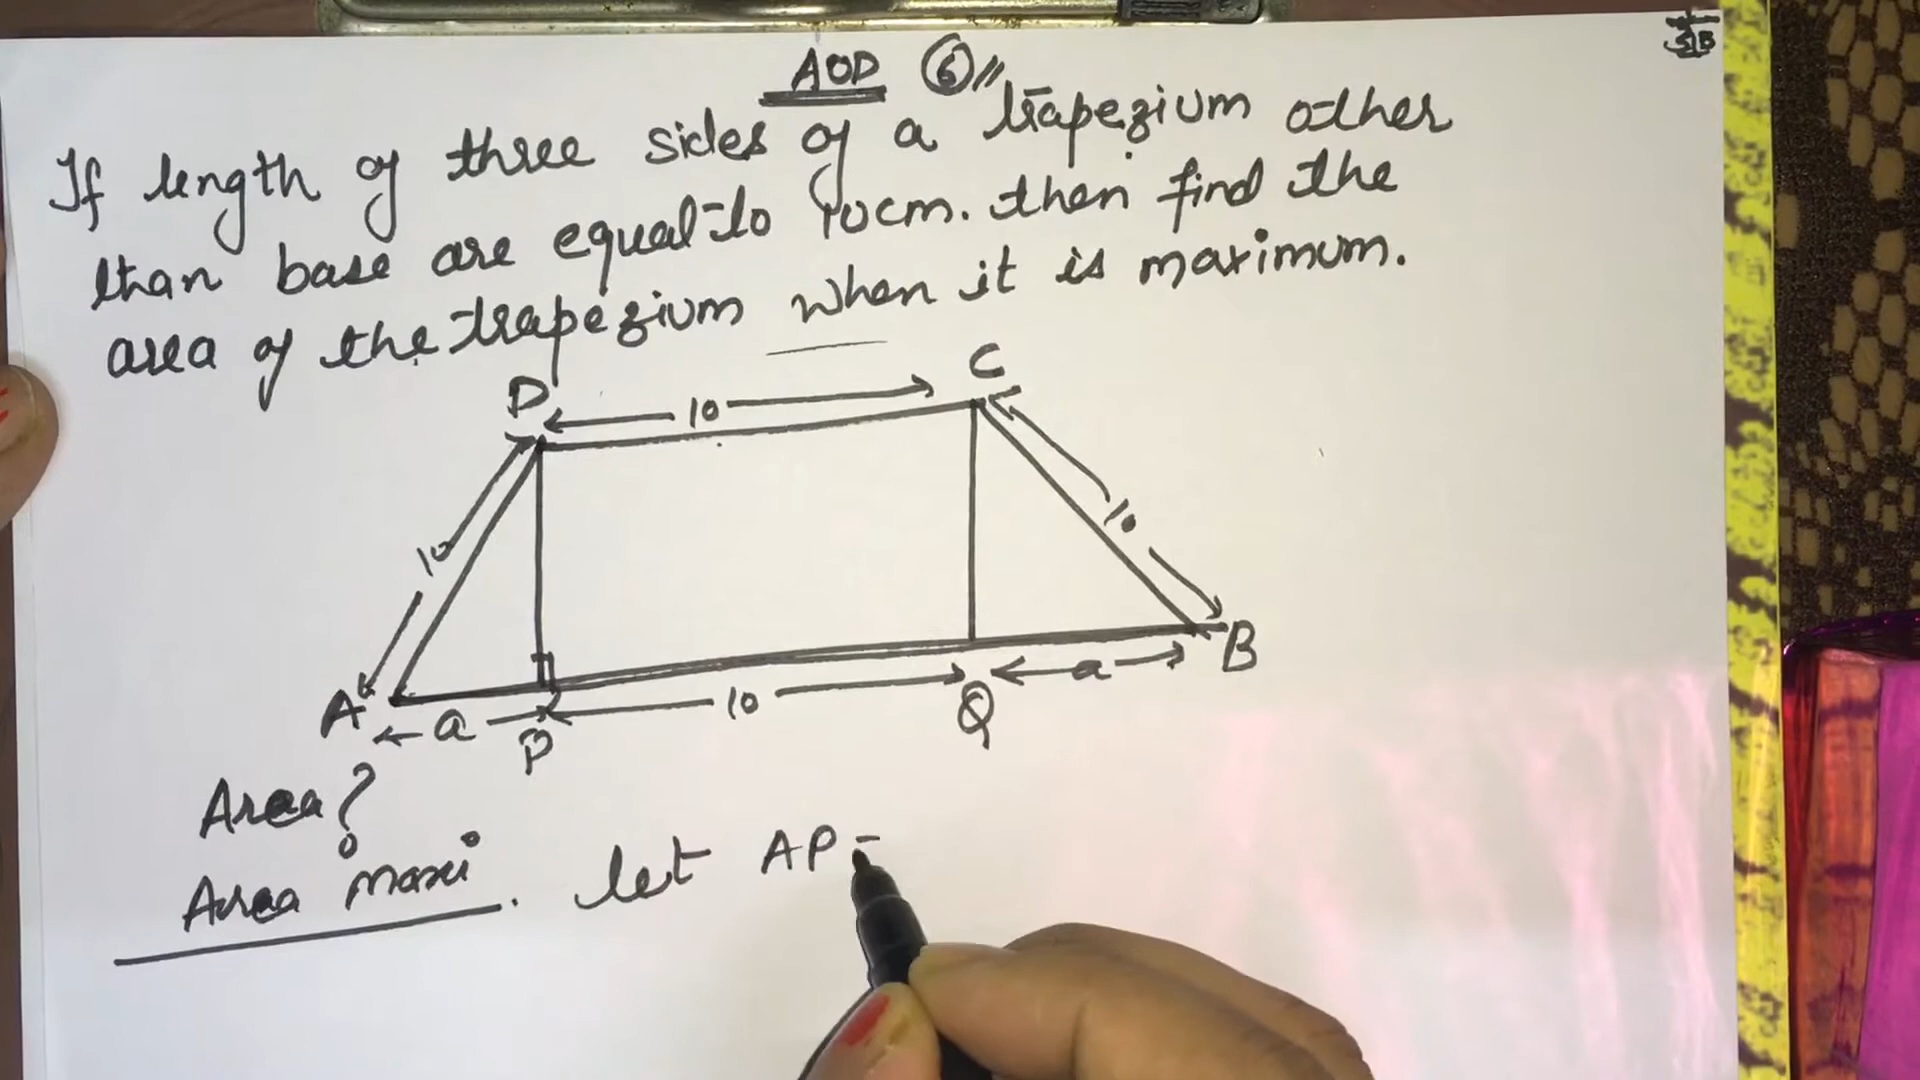 AOD 6
If length of three sides of a trapezium other
than base are equal to 10cm. then find the
area of the trapezium when it is maximum.
D 10 C
10 10
A a P 10 Q a B
Area?
Area maxi. let AP=